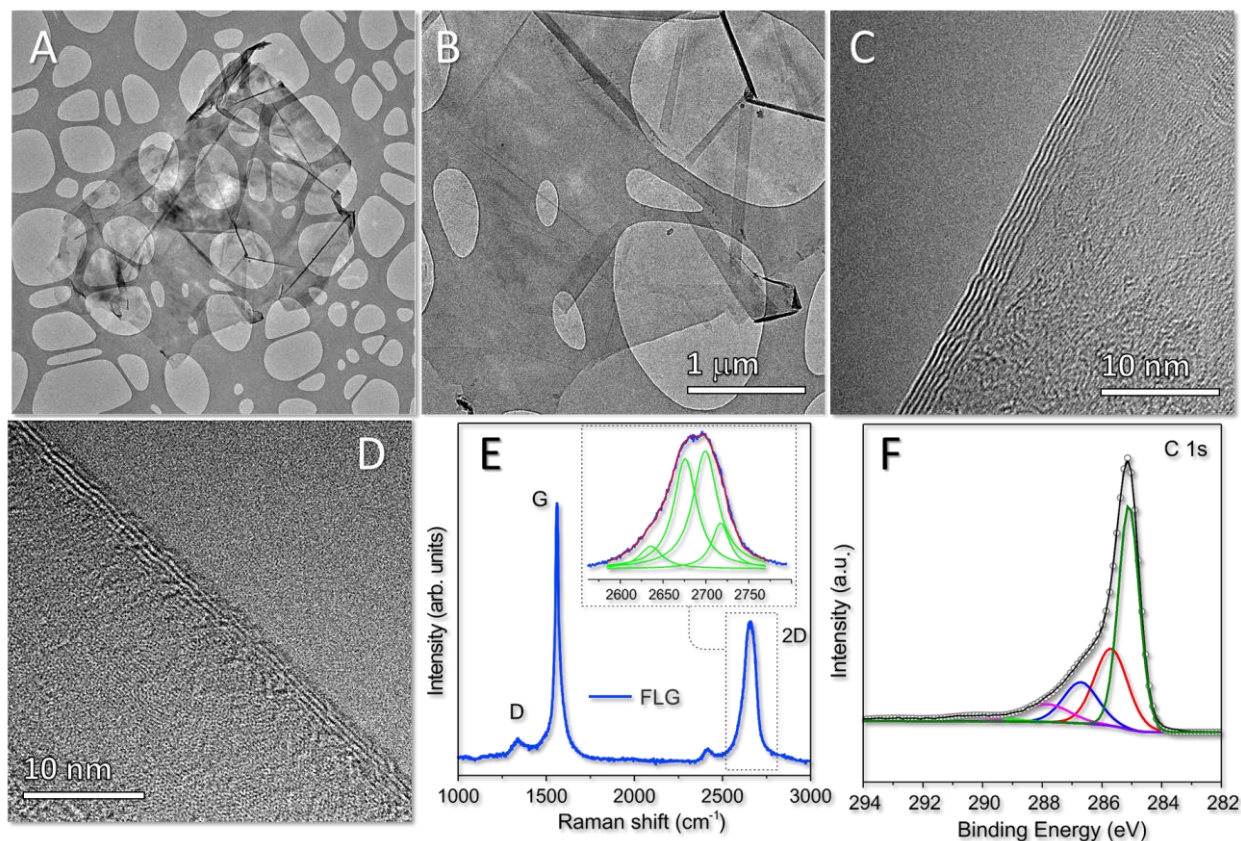 A
B
1 μm
C
10 nm
D
10 nm
E
G
D
2D
FLG
2600 2650 2700 2750
Intensity (arb. units)
1000 1500 2000 2500 3000
Raman shift (cm⁻¹)
F
C 1s
Intensity (a.u.)
294 292 290 288 286 284 282
Binding Energy (eV)